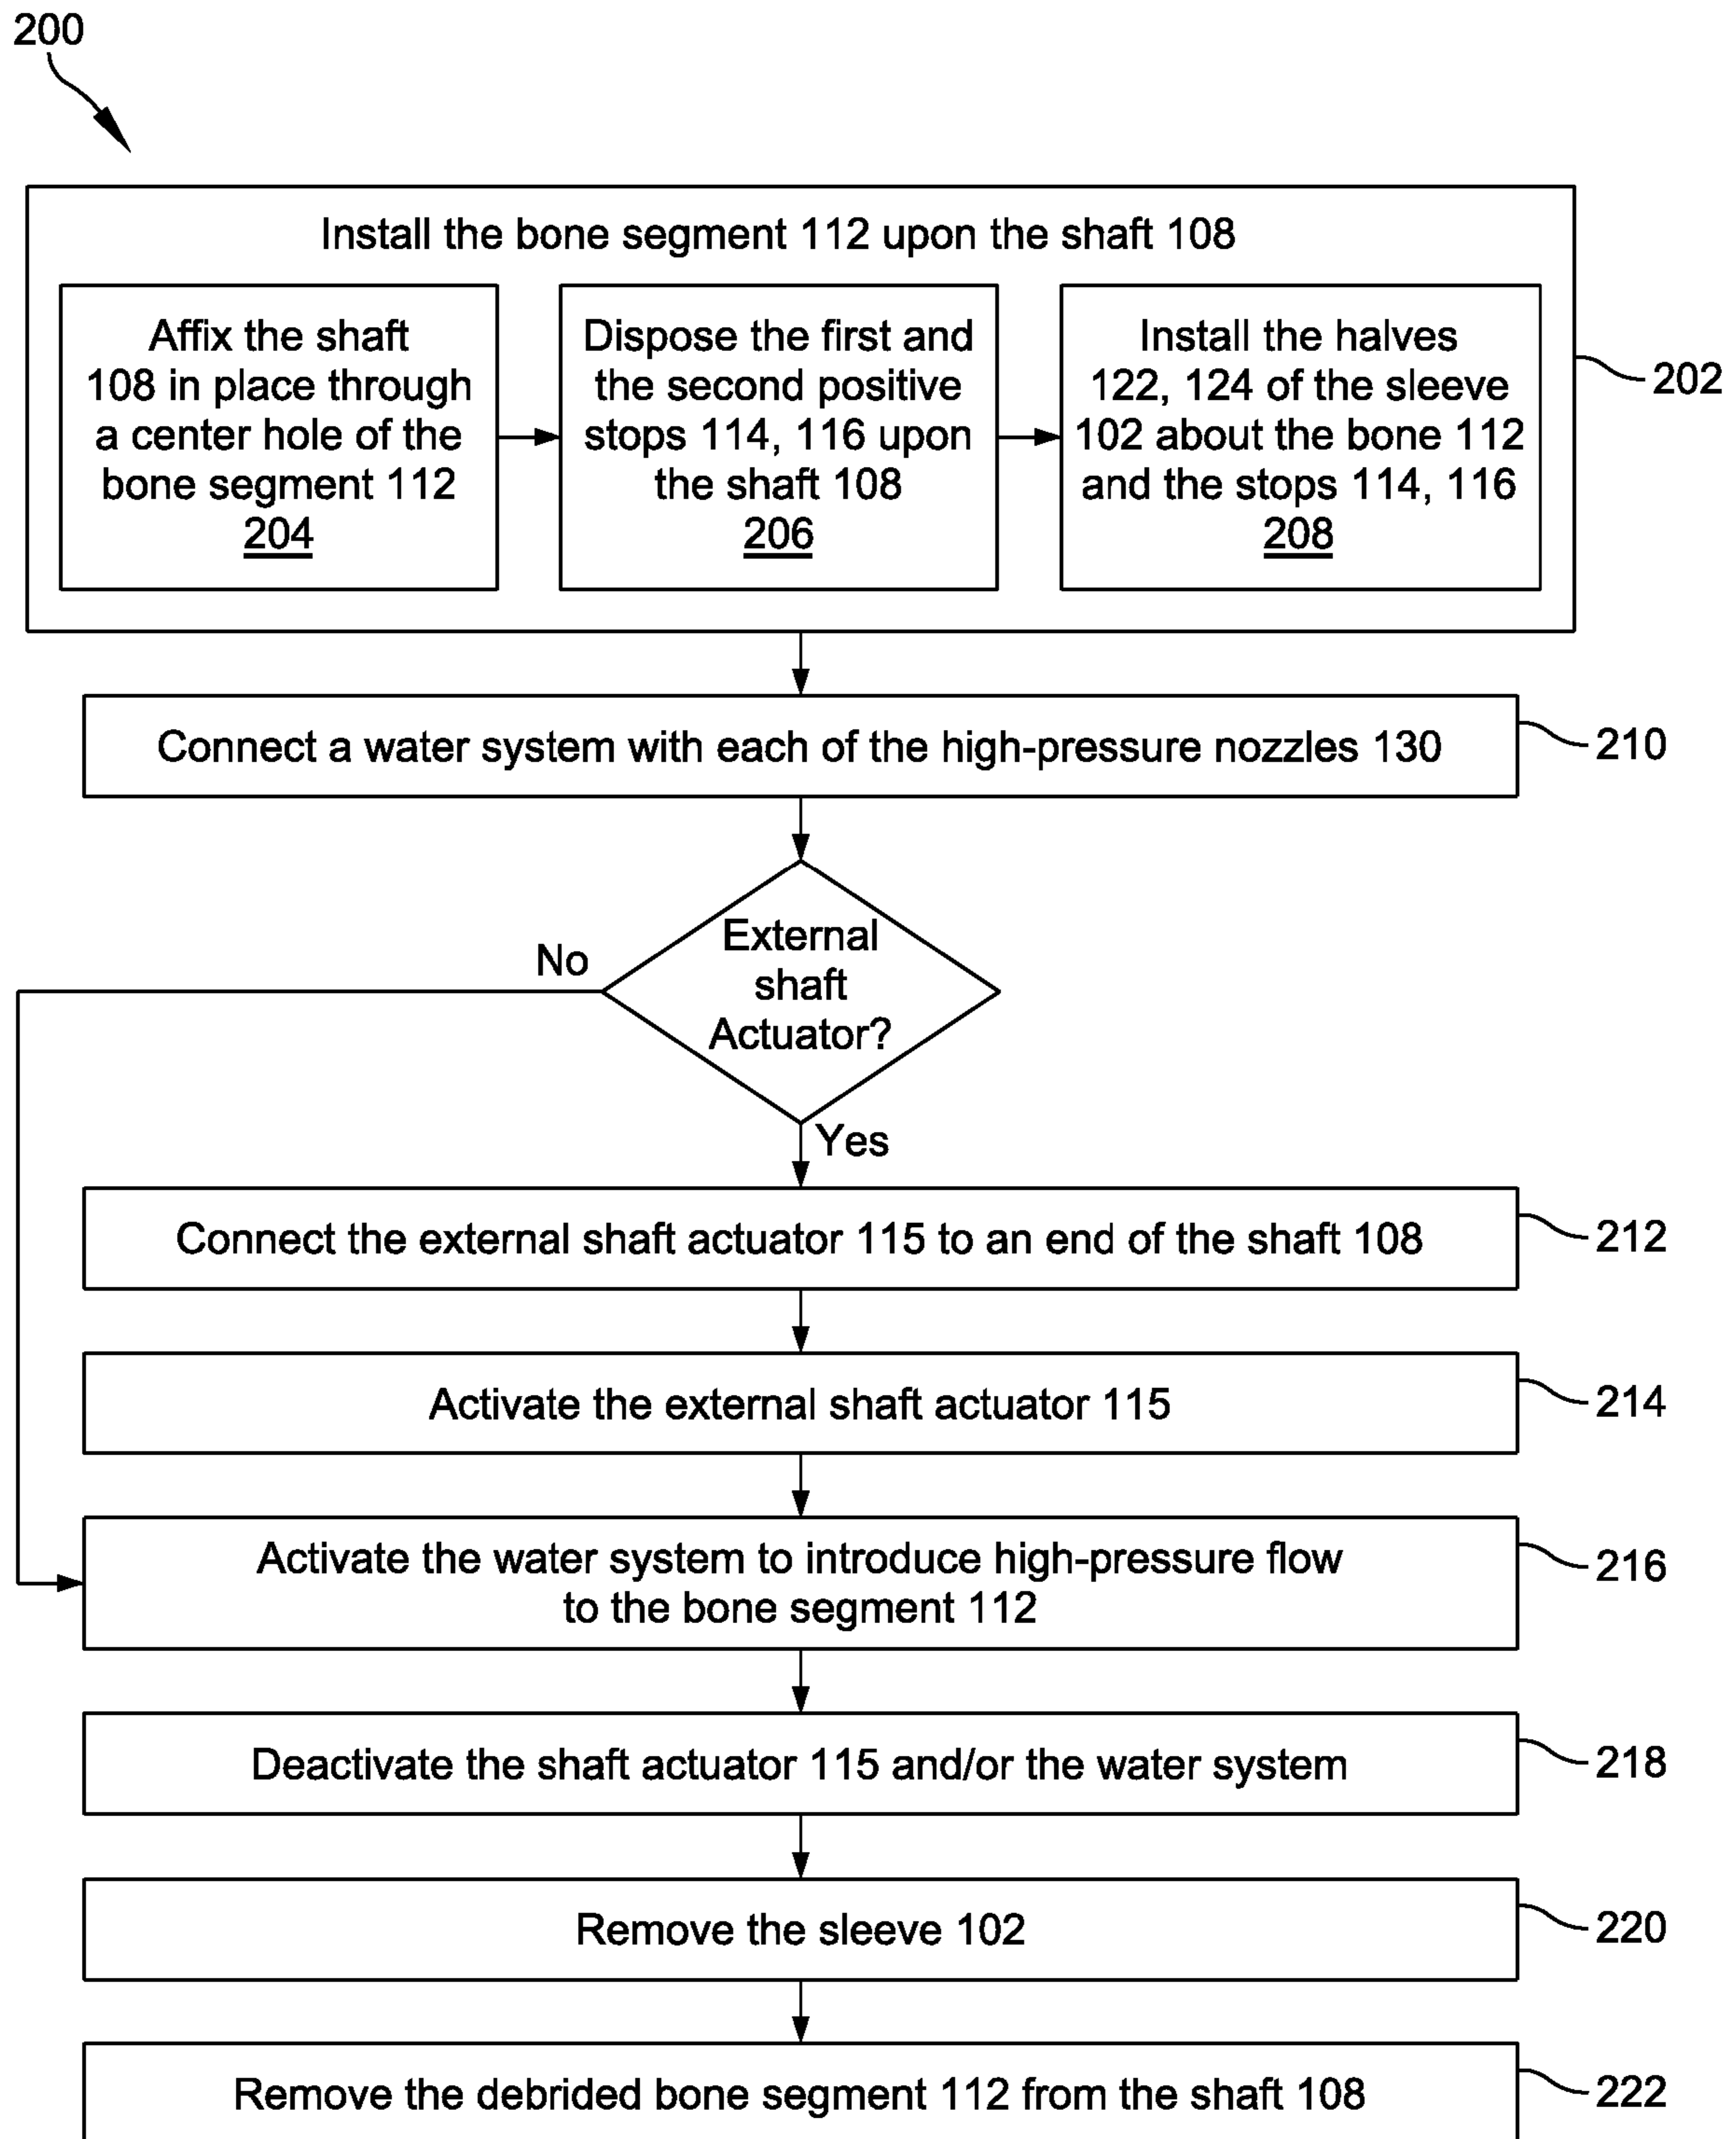 200
Install the bone segment 112 upon the shaft 108
Affix the shaft
108 in place through
a center hole of the
bone segment 112
204
Dispose the first and
the second positive
stops 114, 116 upon
the shaft 108
206
Install the halves
122, 124 of the sleeve
102 about the bone 112
and the stops 114, 116
208
202
Connect a water system with each of the high-pressure nozzles 130
210
External
shaft
Actuator?
No
Yes
Connect the external shaft actuator 115 to an end of the shaft 108
212
Activate the external shaft actuator 115
214
Activate the water system to introduce high-pressure flow
to the bone segment 112
216
Deactivate the shaft actuator 115 and/or the water system
218
Remove the sleeve 102
220
Remove the debrided bone segment 112 from the shaft 108
222